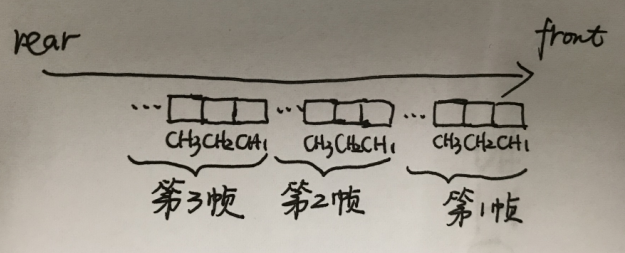 rear front
... CH3 CH2 CH1 ... CH3 CH2 CH1 ... CH3 CH2 CH1
第3帧 第2帧 第1帧